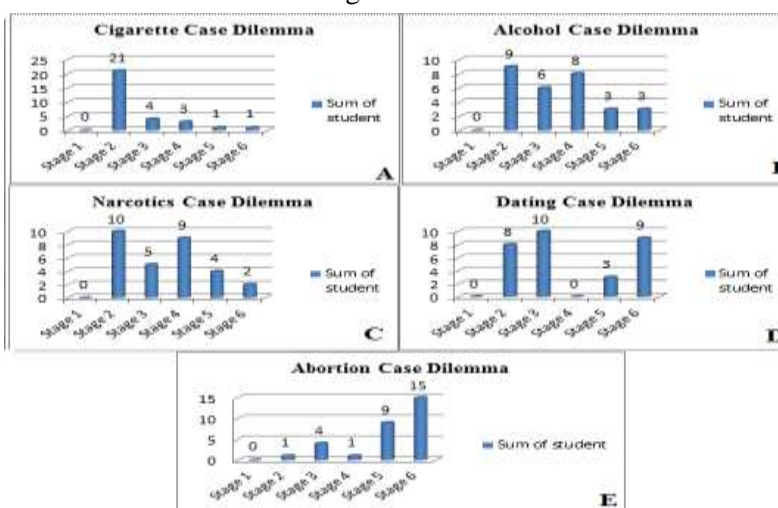 Cigarette Case Dilemma
25
20
15
10
5
0
0
21
4
3
1
1
Stage 1
Stage 2
Stage 3
Stage 4
Stage 5
Stage 6
Sum of
student
A
Alcohol Case Dilemma
10
8
6
4
2
0
0
9
6
8
3
3
Stage 1
Stage 2
Stage 3
Stage 4
Stage 5
Stage 6
Sum of
student
Narcotics Case Dilemma
10
8
6
4
2
0
0
10
5
9
4
2
Stage 1
Stage 2
Stage 3
Stage 4
Stage 5
Stage 6
Sum of
student
C
Dating Case Dilemma
10
8
6
4
2
0
0
8
10
0
3
9
Stage 1
Stage 2
Stage 3
Stage 4
Stage 5
Stage 6
Sum of
student
D
Abortion Case Dilemma
15
10
5
0
0
1
4
1
9
15
Stage 1
Stage 2
Stage 3
Stage 4
Stage 5
Stage 6
Sum of student
E